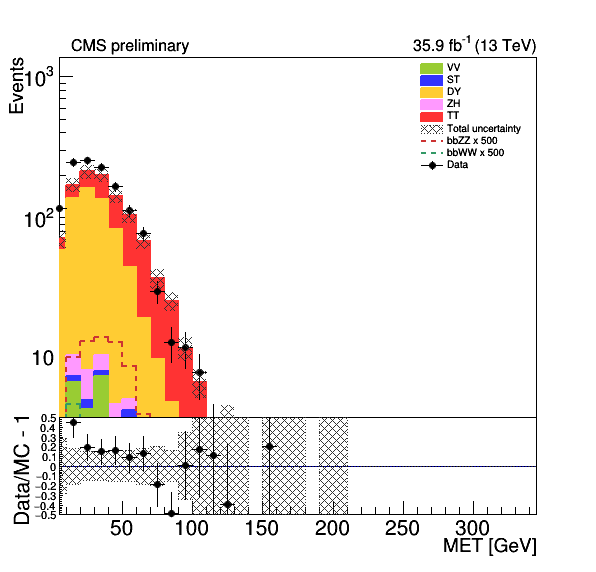 CMS preliminary
35.9 fb-1 (13 TeV)
Events
10^3
10^2
10
VV
ST
DY
ZH
TT
Total uncertainty
bbZZ x 500
bbWW x 500
Data
Data/MC - 1
0.5
0.4
0.3
0.2
0.1
0
−0.1
−0.2
−0.3
−0.4
−0.5
50 100 150 200 250 300
MET [GeV]